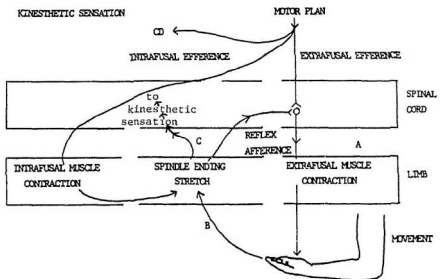 KINESTHETIC SENSATION
MOTOR PLAN
CD
INTRAFUSAL EFFERENCE
EXTRAFUSAL EFFERENCE
to
kinesthetic
sensation
SPINAL
CORD
C
REFLEX
AFFERENCE
A
INTRAFUSAL MUSCLE
CONTRACTION
SPINDLE ENDING
STRETCH
EXTRAFUSAL MUSCLE
CONTRACTION
LIMB
B
MOVEMENT